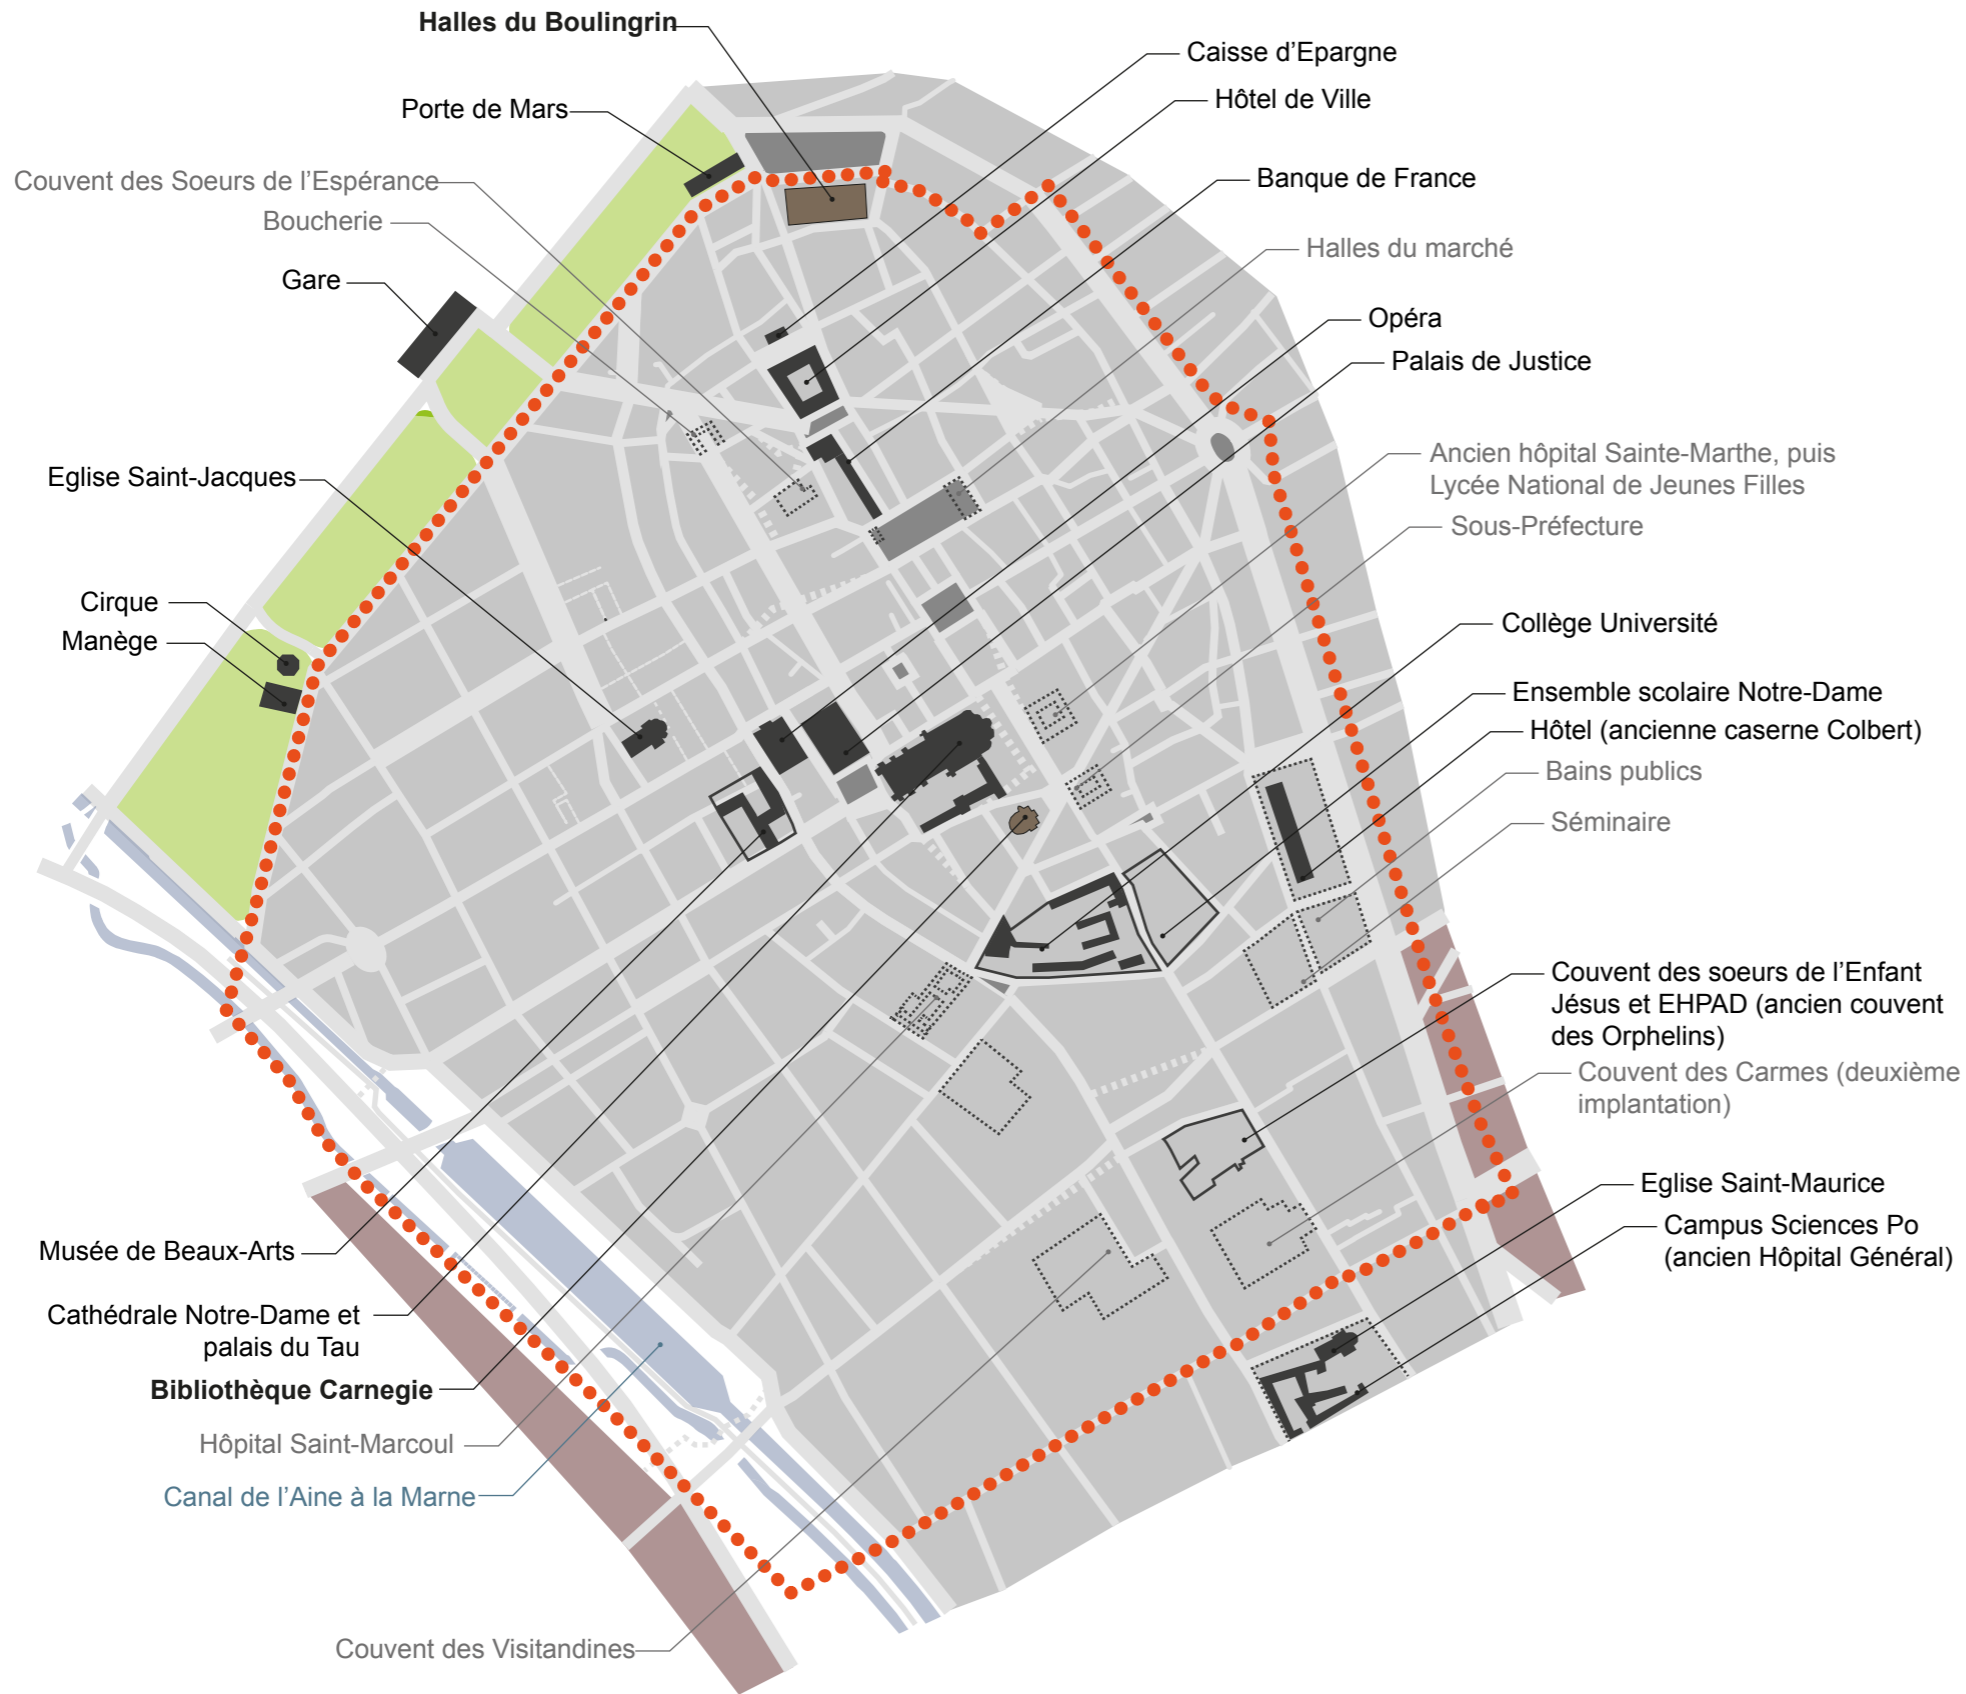 Halles du Boulingrin
Caisse d'Epargne
Hôtel de Ville
Porte de Mars
Couvent des Soeurs de l'Espérance
Banque de France
Boucherie
Halles du marché
Gare
Opéra
Palais de Justice
Eglise Saint-Jacques
Ancien hôpital Sainte-Marthe, puis
Lycée National de Jeunes Filles
Sous-Préfecture
Cirque
Manège
Collège Université
Ensemble scolaire Notre-Dame
Hôtel (ancienne caserne Colbert)
Bains publics
Séminaire
Couvent des soeurs de l'Enfant
Jésus et EHPAD (ancien couvent
des Orphelins)
Couvent des Carmes (deuxième
implantation)
Eglise Saint-Maurice
Campus Sciences Po
(ancien Hôpital Général)
Musée de Beaux-Arts
Cathédrale Notre-Dame et
palais du Tau
Bibliothèque Carnegie
Hôpital Saint-Marcoul
Canal de l'Aine à la Marne
Couvent des Visitandines